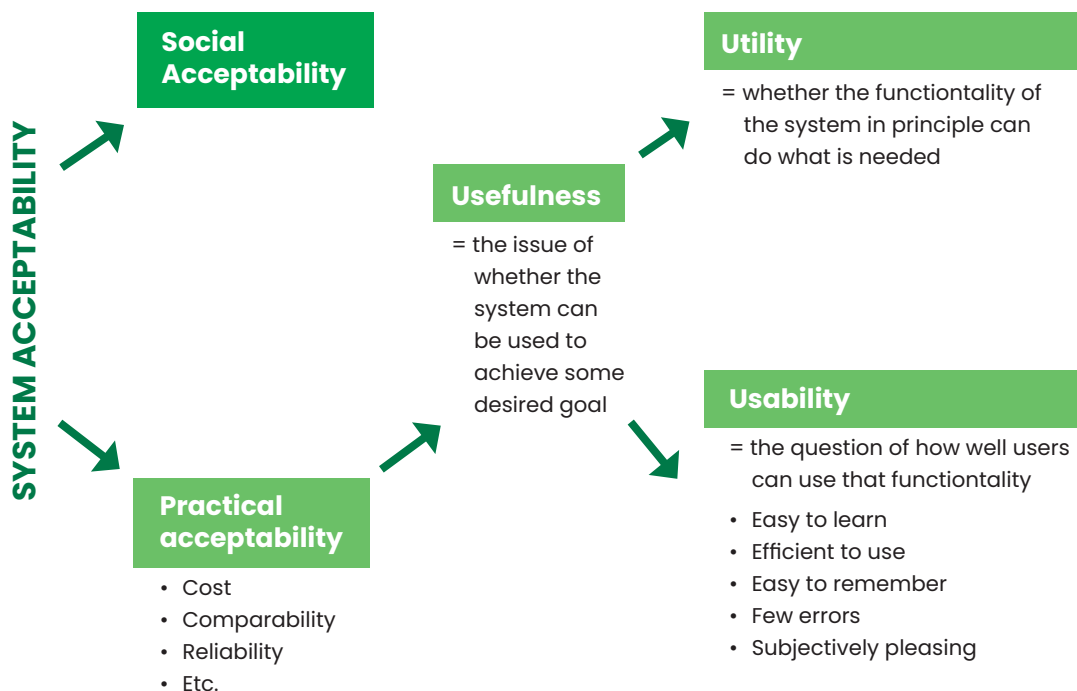 SYSTEM ACCEPTABILITY
Social
Acceptability
Practical
acceptability
• Cost
• Comparability
• Reliability
• Etc.
Usefulness
= the issue of
whether the
system can
be used to
achieve some
desired goal
Utility
= whether the functiontality of
the system in principle can
do what is needed
Usability
= the question of how well users
can use that functiontality
• Easy to learn
• Efficient to use
• Easy to remember
• Few errors
• Subjectively pleasing